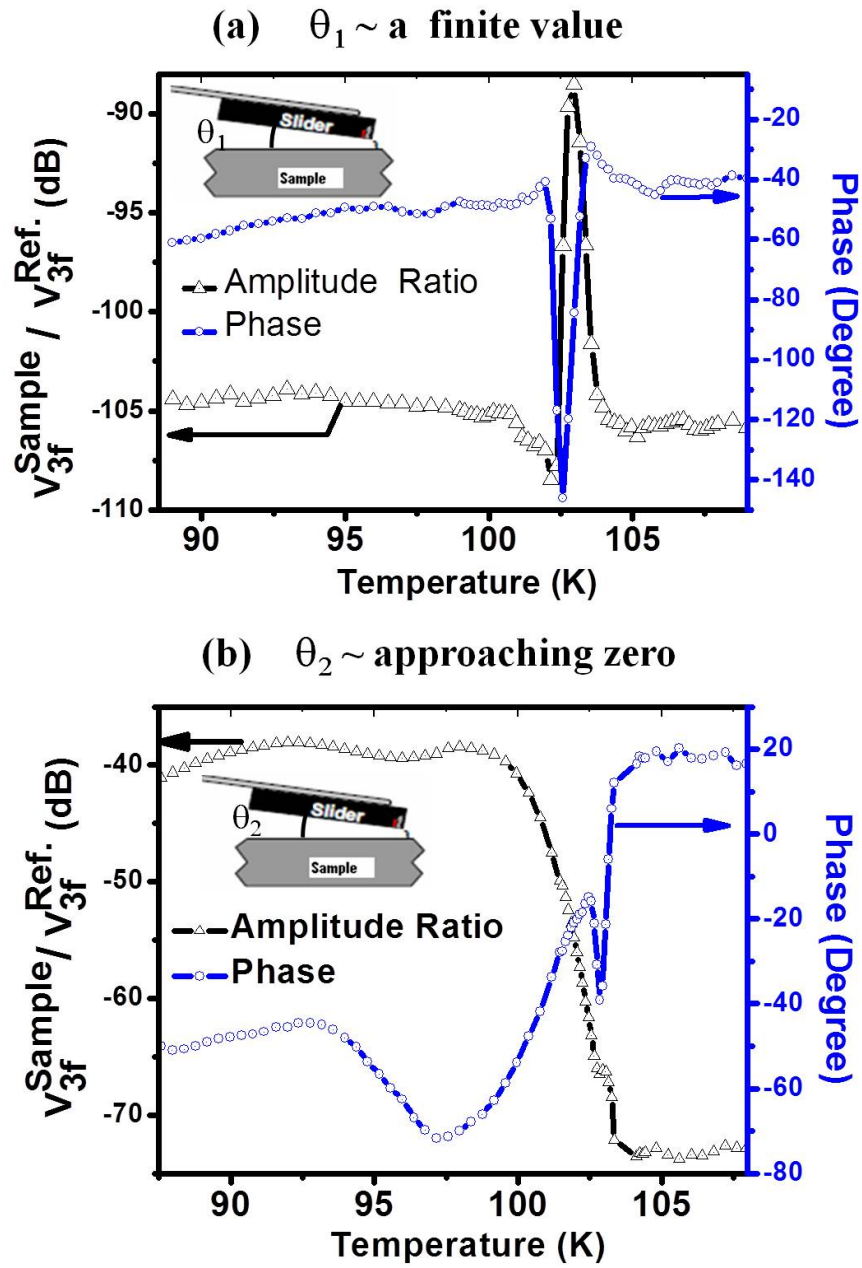 (a) θ1 ~ a finite value
-88
-90
-95
-100
-105
-110
90 95 100 105
Temperature (K)
V3f^Sample / V3f^Ref. (dB)
-20
-40
-60
-80
-100
-120
-140
Phase (Degree)
θ1
Slider
Sample
Amplitude Ratio
Phase
(b) θ2 ~ approaching zero
-40
-50
-60
-70
90 95 100 105
Temperature (K)
V3f^Sample / V3f^Ref. (dB)
20
0
-20
-40
-60
-80
Phase (Degree)
θ2
Slider
Sample
Amplitude Ratio
Phase